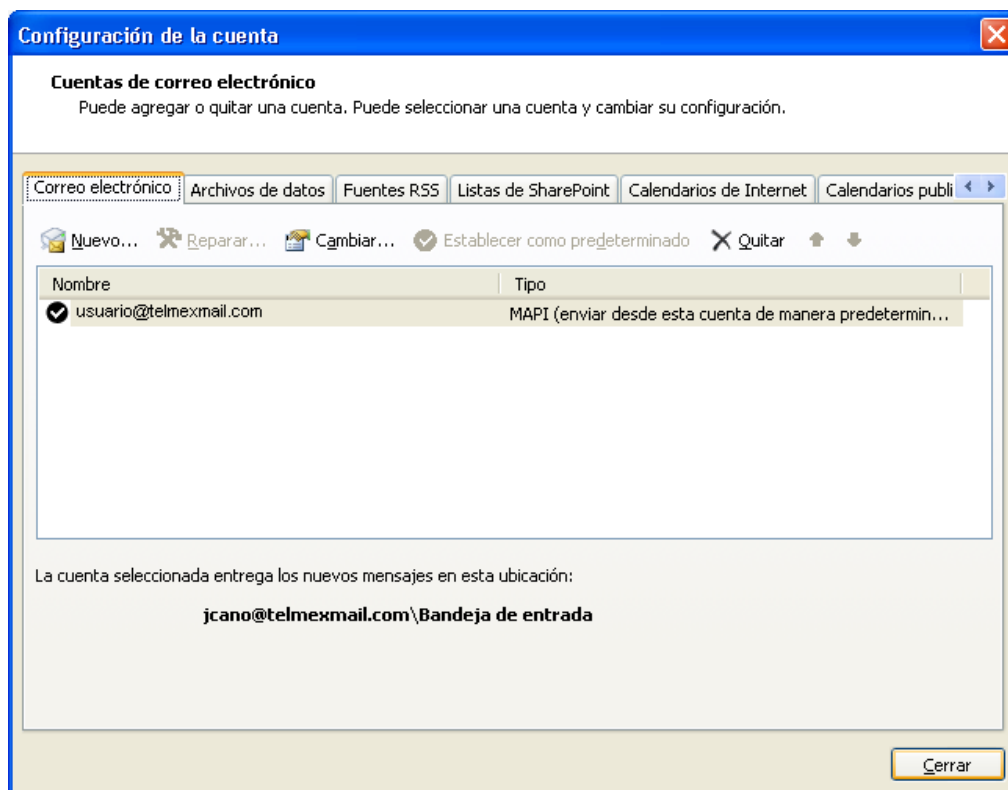 Configuración de la cuenta
Cuentas de correo electrónico
Puede agregar o quitar una cuenta. Puede seleccionar una cuenta y cambiar su configuración.
Correo electrónico Archivos de datos Fuentes RSS Listas de SharePoint Calendarios de Internet Calendarios publi
Nuevo... Reparar... Cambiar... Establecer como predeterminado Quitar
Nombre Tipo
usuario@telmexmail.com MAPI (enviar desde esta cuenta de manera predetermin...
La cuenta seleccionada entrega los nuevos mensajes en esta ubicación:
jcano@telmexmail.com\Bandeja de entrada
Cerrar